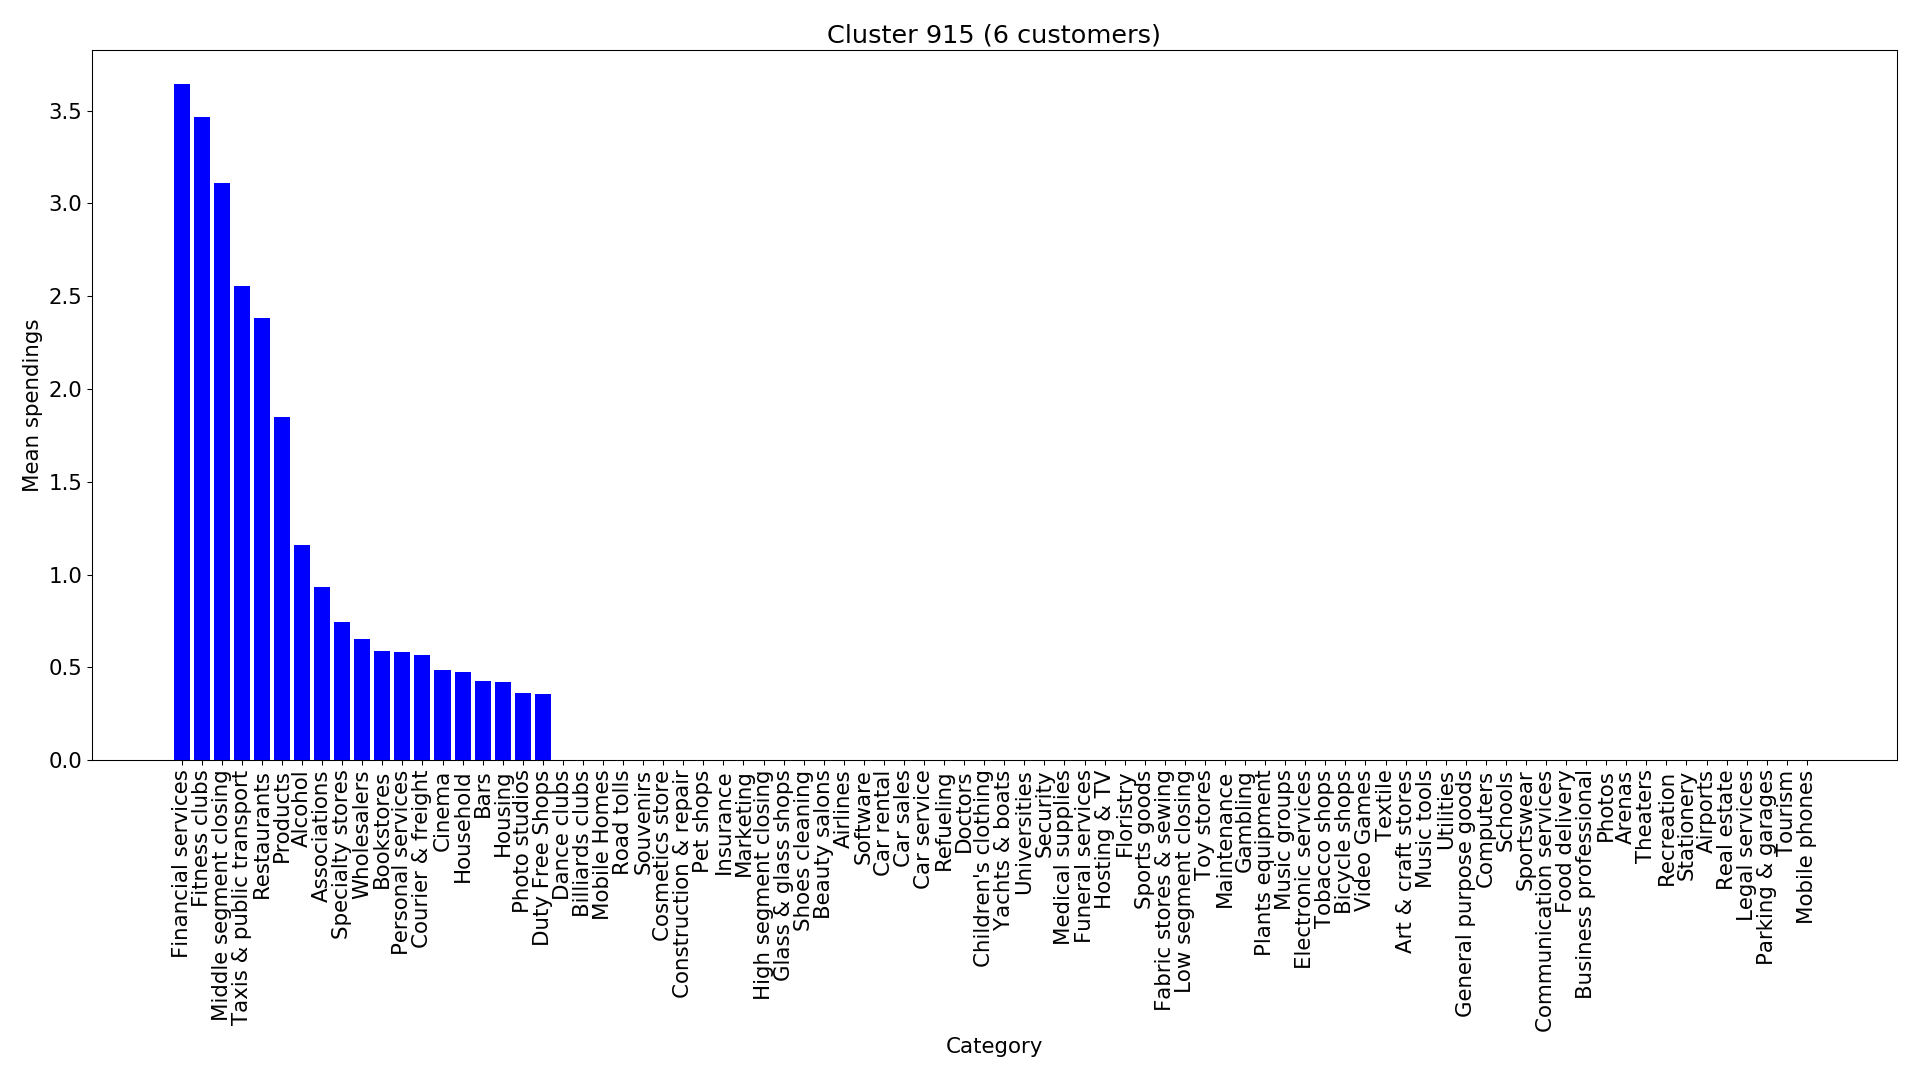 Cluster 915 (6 customers)
Mean spendings
3.5
3.0
2.5
2.0
1.5
1.0
0.5
0.0
Financial services
Fitness clubs
Middle segment closing
Taxis & public transport
Restaurants
Products
Alcohol
Associations
Specialty stores
Wholesalers
Bookstores
Personal services
Courier & freight
Cinema
Household
Bars
Housing
Photo studios
Duty Free Shops
Dance clubs
Billiards clubs
Mobile Homes
Road tolls
Souvenirs
Cosmetics store
Construction & repair
Pet shops
Insurance
Marketing
High segment closing
Glass & glass shops
Shoes cleaning
Beauty salons
Airlines
Software
Car rental
Car sales
Car service
Refueling
Doctors
Children's clothing
Yachts & boats
Universities
Security
Medical supplies
Funeral services
Hosting & TV
Floristry
Sports goods
Fabric stores & sewing
Low segment closing
Toy stores
Maintenance
Gambling
Plants equipment
Music groups
Electronic services
Tobacco shops
Bicycle shops
Video Games
Textile
Art & craft stores
Music tools
Utilities
General purpose goods
Computers
Schools
Sportswear
Communication services
Food delivery
Business professional
Photos
Arenas
Theaters
Recreation
Stationery
Airports
Real estate
Legal services
Parking & garages
Tourism
Mobile phones
Category